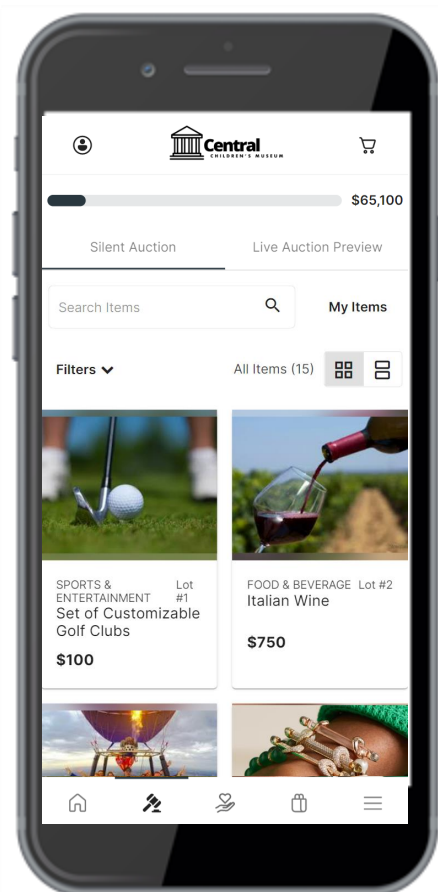 Central
CHILDREN'S MUSEUM
$65,100
Silent Auction
Live Auction Preview
Search Items
My Items
Filters
All Items (15)
SPORTS &
ENTERTAINMENT
Lot
#1
Set of Customizable
Golf Clubs
$100
FOOD & BEVERAGE Lot #2
Italian Wine
$750